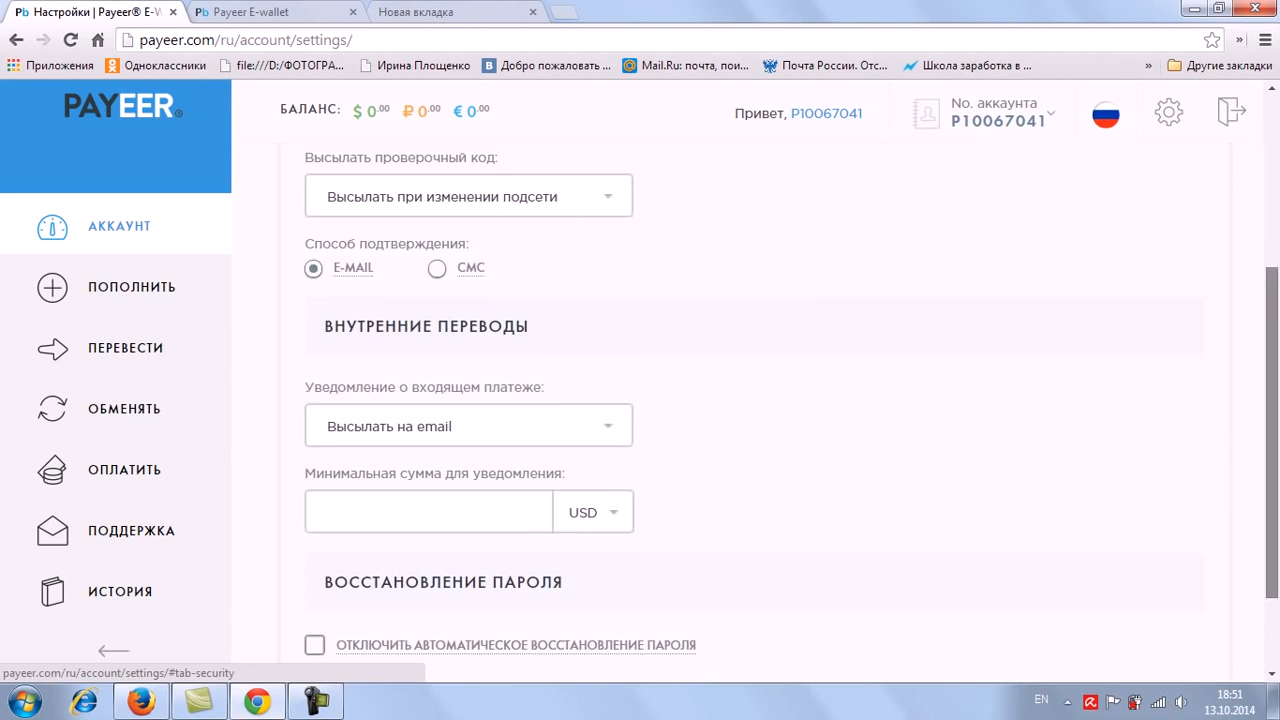 Настройки | Payeer® E-W
Payeer E-wallet
Новая вкладка
payeer.com/ru/account/settings/
Приложения
Одноклассники
file:///D:/ФОТОГРА...
Ирина Площенко
Добро пожаловать ...
Mail.Ru: почта, пои...
Почта России. Отс...
Школа заработка в ...
»
Другие закладки
PAYEER®
БАЛАНС: $ 0.00 ₽ 0.00 € 0.00
Привет, P10067041
No. аккаунта
P10067041
АККАУНТ
ПОПОЛНИТЬ
ПЕРЕВЕСТИ
ОБМЕНЯТЬ
ОПЛАТИТЬ
ПОДДЕРЖКА
ИСТОРИЯ
Высылать проверочный код:
Высылать при изменении подсети
Способ подтверждения:
E-MAIL СМС
ВНУТРЕННИЕ ПЕРЕВОДЫ
Уведомление о входящем платеже:
Высылать на email
Минимальная сумма для уведомления:
USD
ВОССТАНОВЛЕНИЕ ПАРОЛЯ
ОТКЛЮЧИТЬ АВТОМАТИЧЕСКОЕ ВОССТАНОВЛЕНИЕ ПАРОЛЯ
payeer.com/ru/account/settings/#tab-security
EN
18:51
13.10.2014